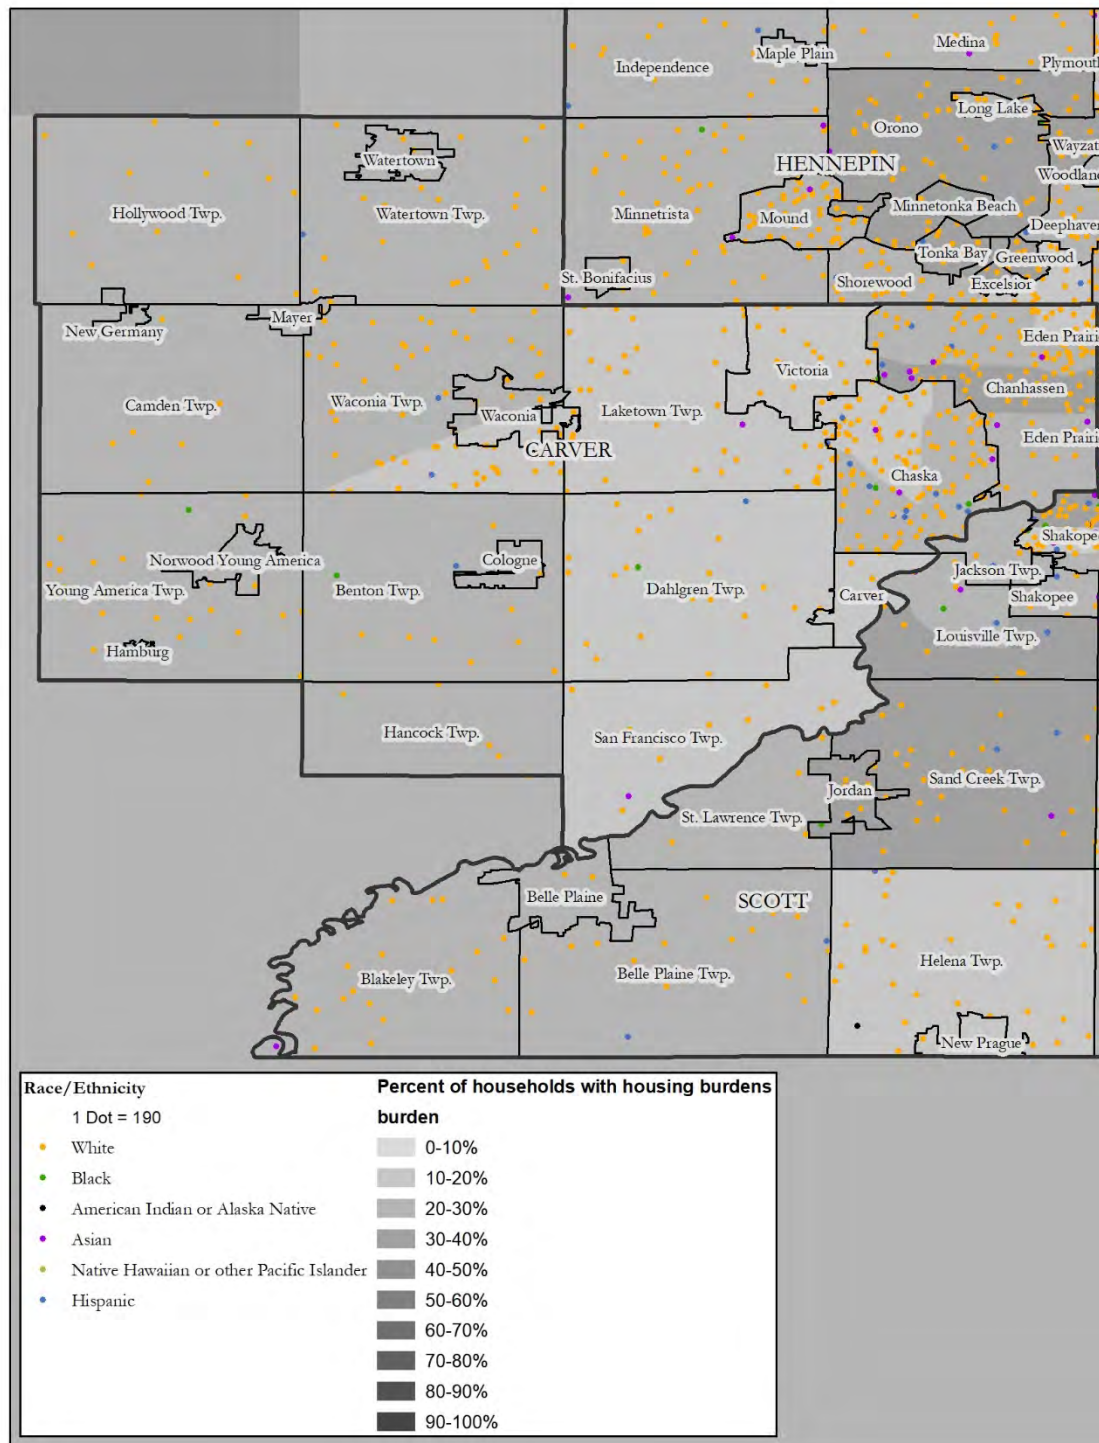 Medina
Maple Plain
Independence
Plymouth
Long Lake
Orono
Wayzat
Watertown
HENNEPIN
Woodlan
Hollywood Twp.
Watertown Twp.
Minnetrista
Mound
Minnetonka Beach
Deephaven
Tonka Bay
Greenwood
St. Bonifacius
Shorewood
Excelsior
New Germany
Mayer
Eden Prairi
Victoria
Chanhassen
Camden Twp.
Waconia Twp.
Waconia
Laketown Twp.
Eden Prairi
CARVER
Chaska
Shakopee
Norwood Young America
Cologne
Jackson Twp.
Young America Twp.
Benton Twp.
Dahlgren Twp.
Carver
Shakopee
Louisville Twp.
Hamburg
Hancock Twp.
San Francisco Twp.
Sand Creek Twp.
Jordan
St. Lawrence Twp.
Belle Plaine
SCOTT
Helena Twp.
Blakeley Twp.
Belle Plaine Twp.
New Prague
Race/Ethnicity
1 Dot = 190
White
Black
American Indian or Alaska Native
Asian
Native Hawaiian or other Pacific Islander
Hispanic
Percent of households with housing burdens
burden
0-10%
10-20%
20-30%
30-40%
40-50%
50-60%
60-70%
70-80%
80-90%
90-100%